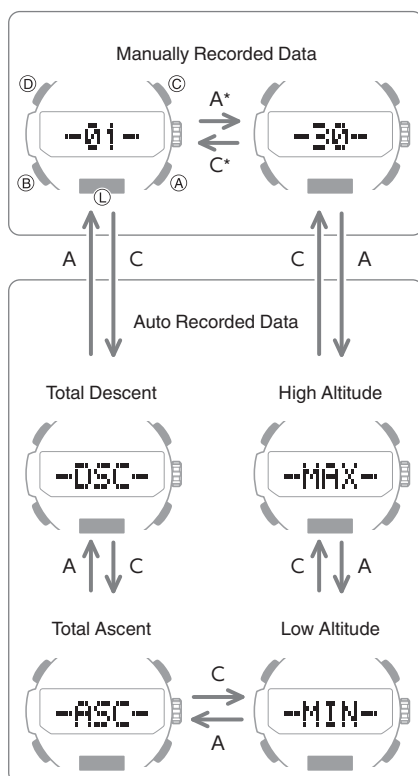 Manually Recorded Data
D
C
-01-
A*
C*
-30-
B
L
A
A
C
C
A
Auto Recorded Data
Total Descent
High Altitude
-DSC-
-MAX-
A
C
C
A
Total Ascent
Low Altitude
-ASC-
C
A
-MIN-